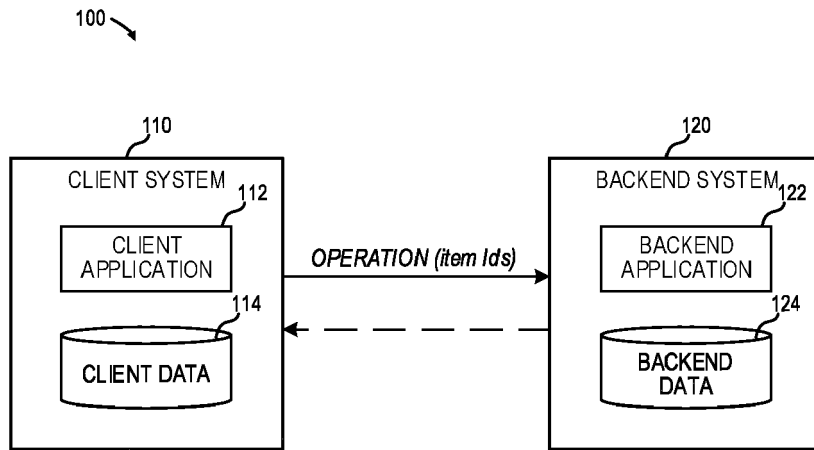 100
110
120
CLIENT SYSTEM
BACKEND SYSTEM
112
122
CLIENT
APPLICATION
OPERATION (item Ids)
BACKEND
APPLICATION
114
124
CLIENT DATA
BACKEND
DATA